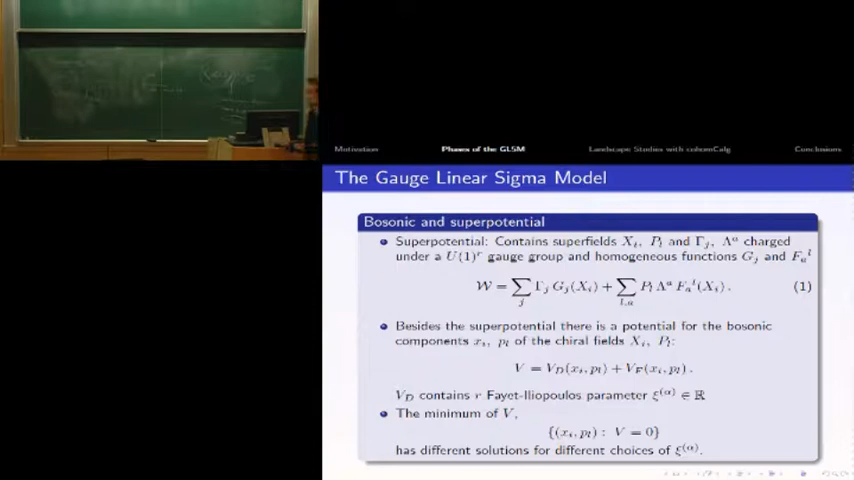 Motivation Phases of the GLSM Landscape Studies with cohomCalg Conclusions
The Gauge Linear Sigma Model
Bosonic and superpotential
Superpotential: Contains superfields X_i, P_l and Γ_j, Λ^a charged
under a U(1)^r gauge group and homogeneous functions G_j and F_a^l
W = ∑_j Γ_j G_j(X_i) + ∑_{l,a} P_l Λ^a F_a^l(X_i). (1)
Besides the superpotential there is a potential for the bosonic
components x_i, p_l of the chiral fields X_i, P_l:
V = V_D(x_i, p_l) + V_F(x_i, p_l).
V_D contains r Fayet-Iliopoulos parameter ξ^(α) ∈ ℝ
The minimum of V,
{(x_i, p_l) : V = 0}
has different solutions for different choices of ξ^(α).